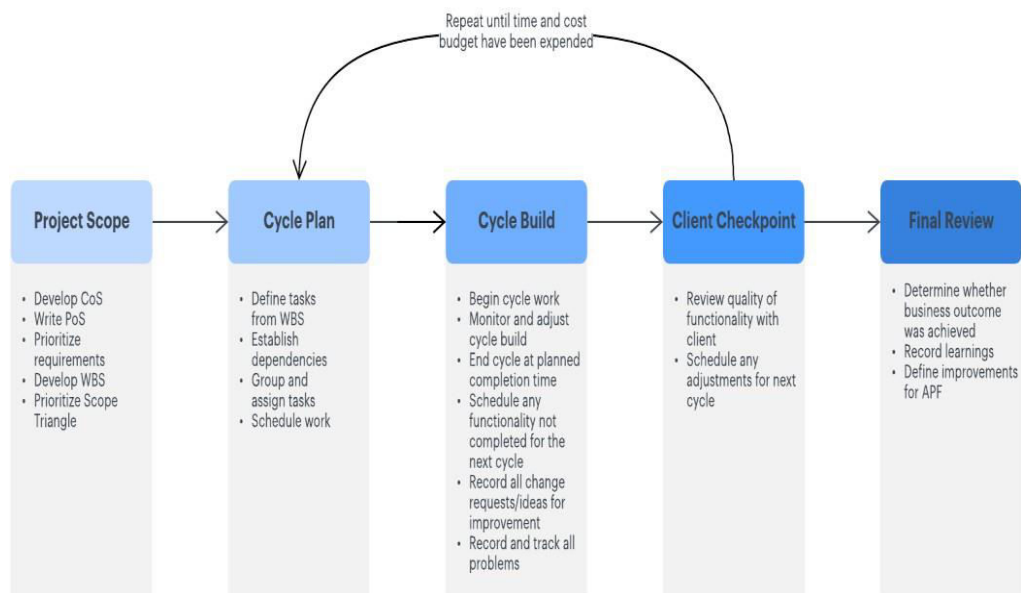 Repeat until time and cost
budget have been expended
Project Scope
• Develop CoS
• Write PoS
• Prioritize
requirements
• Develop WBS
• Prioritize Scope
Triangle
Cycle Plan
• Define tasks
from WBS
• Establish
dependencies
• Group and
assign tasks
• Schedule work
Cycle Build
• Begin cycle work
• Monitor and adjust
cycle build
• End cycle at planned
completion time
• Schedule any
functionality not
completed for the
next cycle
• Record all change
requests/ideas for
improvement
• Record and track all
problems
Client Checkpoint
• Review quality of
functionality with
client
• Schedule any
adjustments for next
cycle
Final Review
• Determine whether
business outcome
was achieved
• Record learnings
• Define improvements
for APF